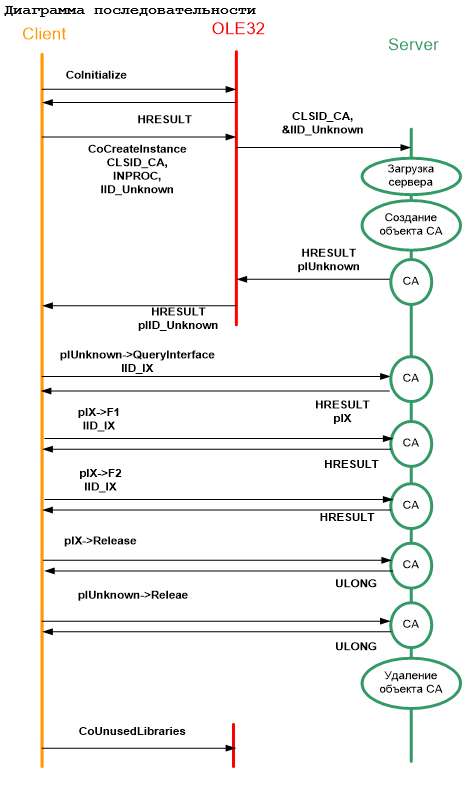 Диаграмма последовательности
Client
OLE32
Server
CoInitialize
HRESULT
CLSID_CA,
&IID_Unknown
CoCreateInstance
CLSID_CA,
INPROC,
IID_Unknown
Загрузка
сервера
Создание
объекта CA
HRESULT
pIUnknown
CA
HRESULT
pIID_Unknown
pIUnknown->QueryInterface
IID_IX
CA
HRESULT
pIX
pIX->F1
IID_IX
CA
HRESULT
pIX->F2
IID_IX
CA
HRESULT
pIX->Release
CA
ULONG
pIUnknown->Releae
CA
ULONG
Удаление
объекта CA
CoUnusedLibraries